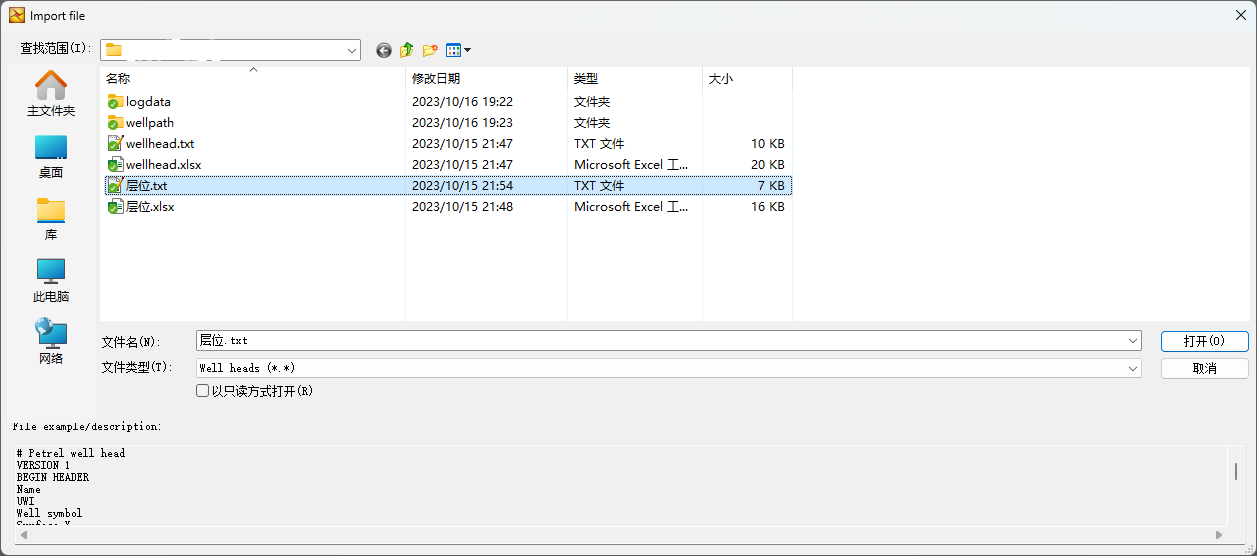 Import file
查找范围(I):
名称 修改日期 类型 大小
logdata 2023/10/16 19:22 文件夹
wellpath 2023/10/16 19:23 文件夹
wellhead.txt 2023/10/15 21:47 TXT 文件 10 KB
wellhead.xlsx 2023/10/15 21:47 Microsoft Excel 工... 20 KB
层位.txt 2023/10/15 21:54 TXT 文件 7 KB
层位.xlsx 2023/10/15 21:48 Microsoft Excel 工... 16 KB
主文件夹
桌面
库
此电脑
网络
文件名(N): 层位.txt 打开(O)
文件类型(T): Well heads (*.*) 取消
以只读方式打开(R)
File example/description:
# Petrel well head
VERSION 1
BEGIN HEADER
Name
UWI
Well symbol
Surface X